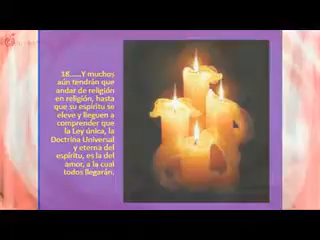 18.....Y muchos
aún tendrán que
andar de religión
en religión, hasta
que su espíritu se
eleve y lleguen a
comprender que
la Ley única, la
Doctrina Universal
y eterna del
espíritu, es la del
amor, a la cual
todos llegarán.